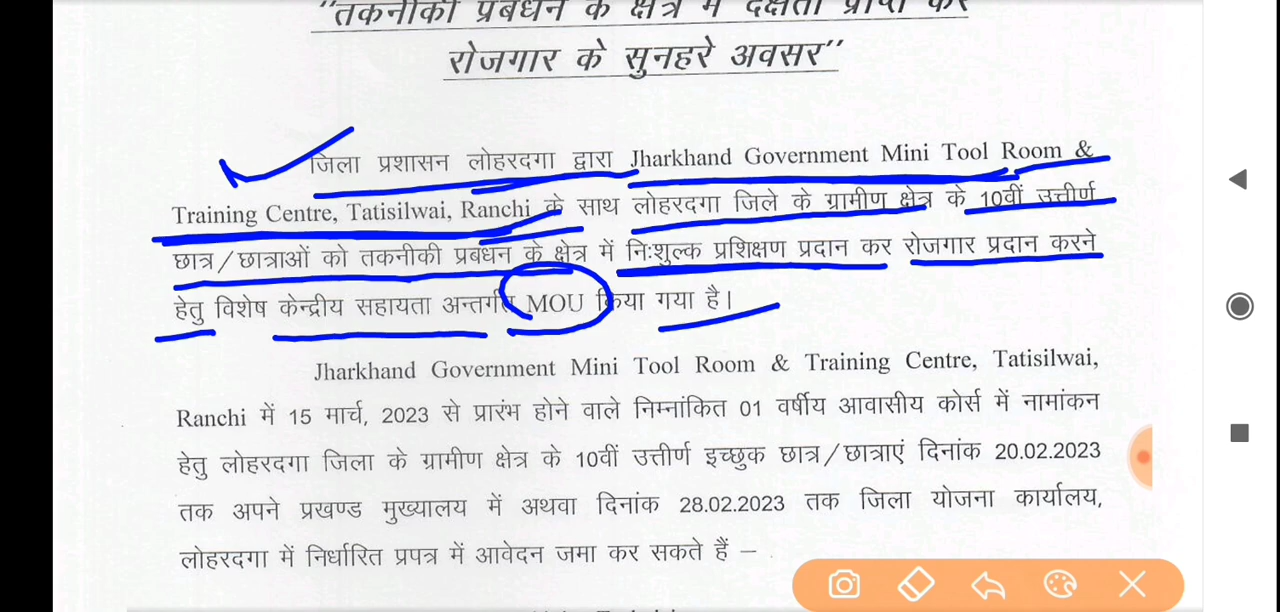 "तकनीकी प्रबंधन के क्षेत्र में दक्षता प्राप्त कर
रोजगार के सुनहरे अवसर"
जिला प्रशासन लोहरदगा द्वारा Jharkhand Government Mini Tool Room &
Training Centre, Tatisilwai, Ranchi के साथ लोहरदगा जिले के ग्रामीण क्षेत्र के 10वीं उत्तीर्ण
छात्र/छात्राओं को तकनीकी प्रबंधन के क्षेत्र में निःशुल्क प्रशिक्षण प्रदान कर रोजगार प्रदान करने
हेतु विशेष केन्द्रीय सहायता अन्तर्गत MOU किया गया है।
Jharkhand Government Mini Tool Room & Training Centre, Tatisilwai,
Ranchi में 15 मार्च, 2023 से प्रारंभ होने वाले निम्नांकित 01 वर्षीय आवासीय कोर्स में नामांकन
हेतु लोहरदगा जिला के ग्रामीण क्षेत्र के 10वीं उत्तीर्ण इच्छुक छात्र/छात्राएं दिनांक 20.02.2023
तक अपने प्रखण्ड मुख्यालय में अथवा दिनांक 28.02.2023 तक जिला योजना कार्यालय,
लोहरदगा में निर्धारित प्रपत्र में आवेदन जमा कर सकते हैं –